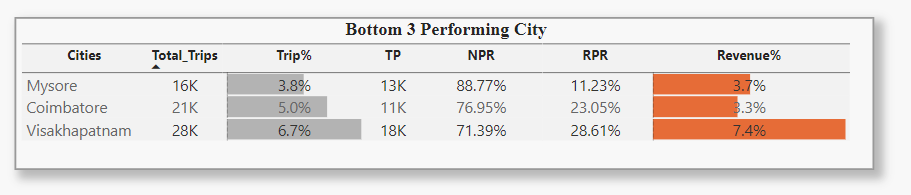 Bottom 3 Performing City
Cities Total_Trips Trip% TP NPR RPR Revenue%
Mysore 16K 3.8% 13K 88.77% 11.23% 3.7%
Coimbatore 21K 5.0% 11K 76.95% 23.05% 3.3%
Visakhapatnam 28K 6.7% 18K 71.39% 28.61% 7.4%